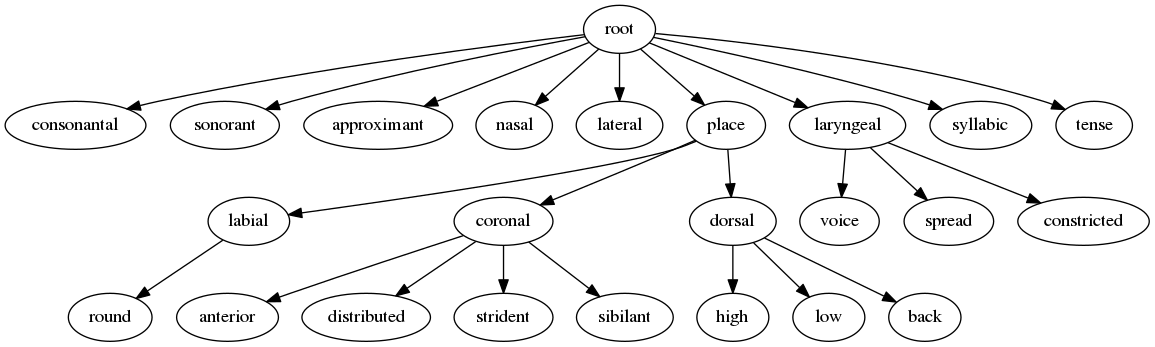 root
consonantal
sonorant
approximant
nasal
lateral
place
laryngeal
syllabic
tense
labial
coronal
dorsal
voice
spread
constricted
round
anterior
distributed
strident
sibilant
high
low
back